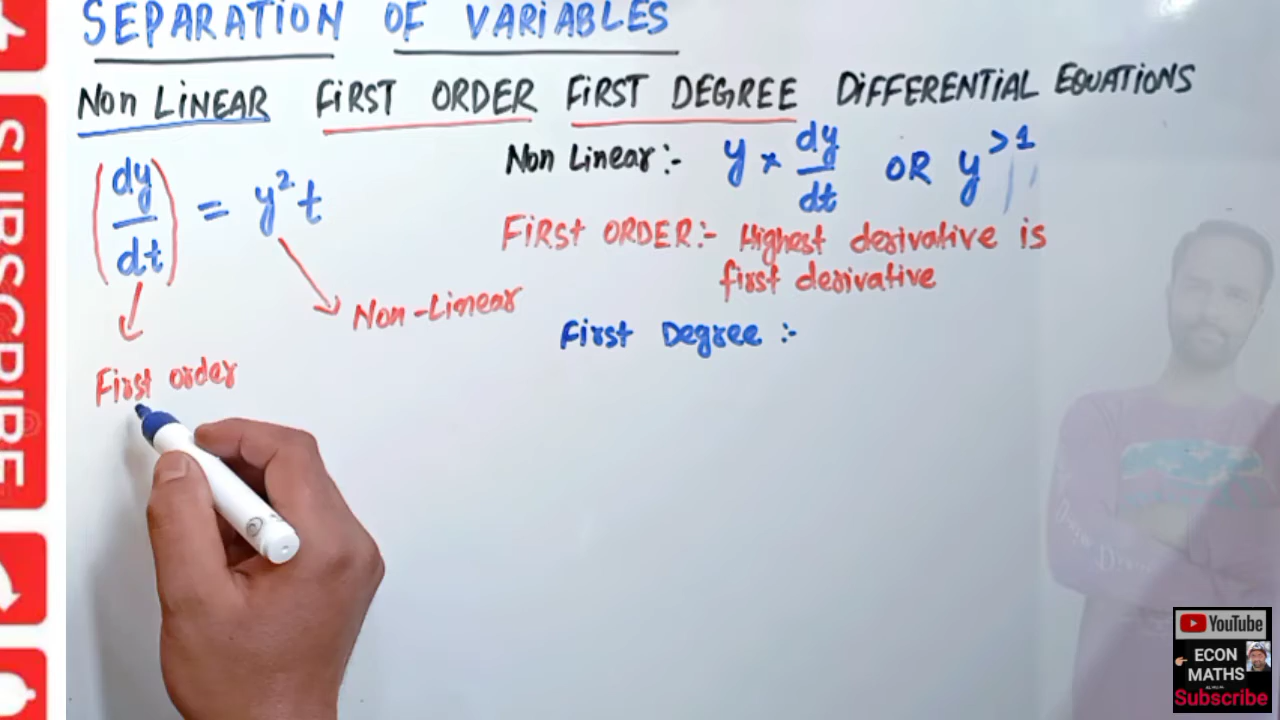 SEPARATION OF VARIABLES
Non LiNEAR FiRST ORDER FiRST DEGREE DiFFERENTiAL EQUATiONS
(dy/dt) = y²t
Non Linear:- y × dy/dt OR y^>1
FiRSt ORDER:- Highest derivative is
first derivative
Non-Linear
First Degree :-
First order
SUBSCRIBE
YouTube
ECON
MATHS
Subscribe